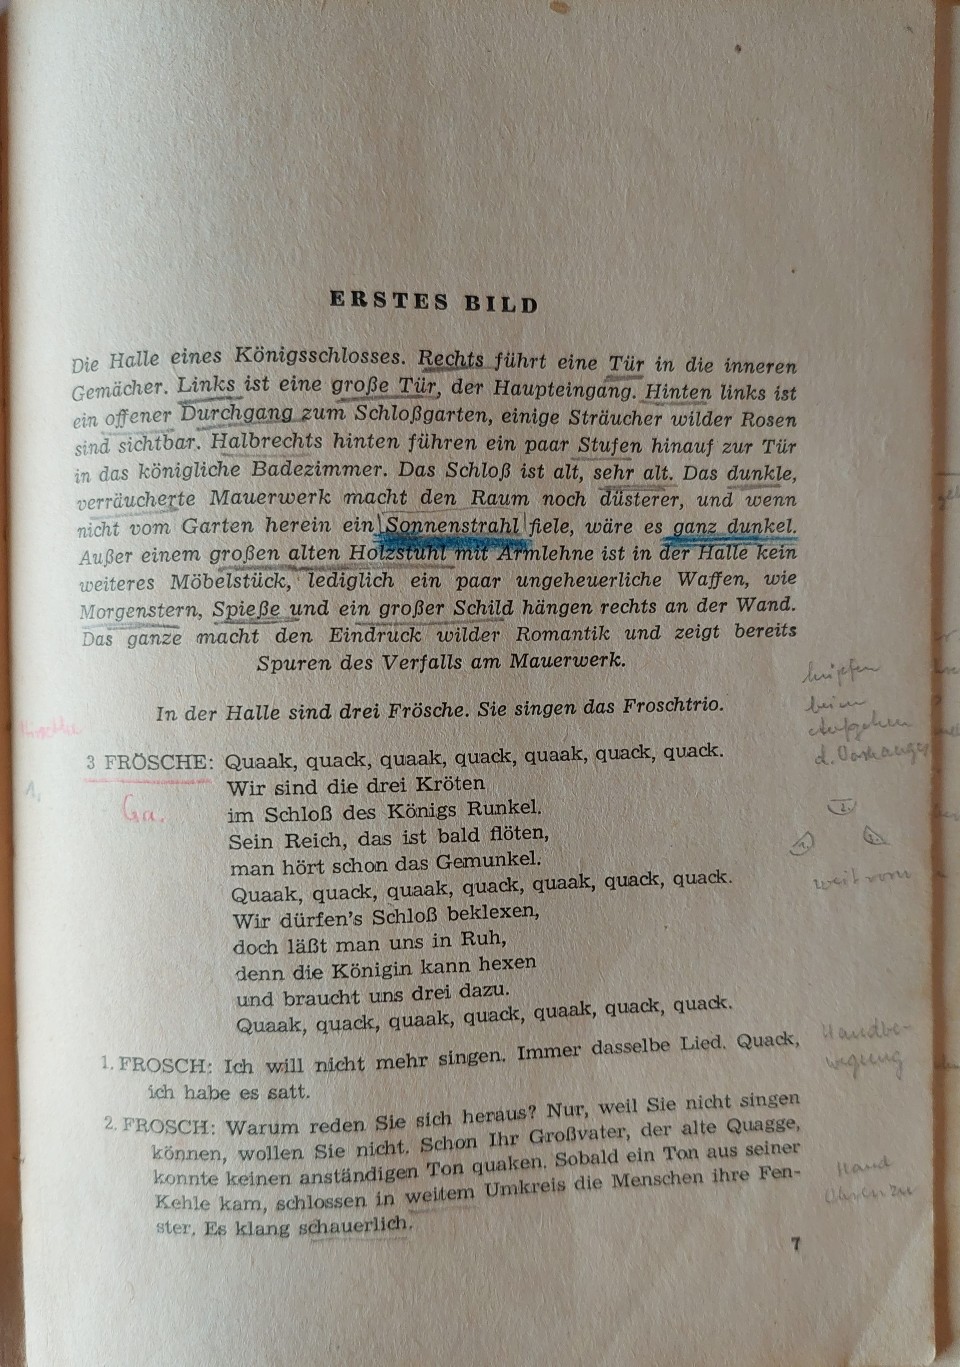 ERSTES BILD
Die Halle eines Königsschlosses. Rechts führt eine Tür in die inneren
Gemächer. Links ist eine große Tür, der Haupteingang. Hinten links ist
ein offener Durchgang zum Schloßgarten, einige Sträucher wilder Rosen
sind sichtbar. Halbrechts hinten führen ein paar Stufen hinauf zur Tür
in das königliche Badezimmer. Das Schloß ist alt, sehr alt. Das dunkle,
verräucherte Mauerwerk macht den Raum noch düsterer, und wenn
nicht vom Garten herein ein Sonnenstrahl fiele, wäre es ganz dunkel.
Außer einem großen alten Holzstuhl mit Armlehne ist in der Halle kein
weiteres Möbelstück, lediglich ein paar ungeheuerliche Waffen, wie
Morgenstern, Spieße und ein großer Schild hängen rechts an der Wand.
Das ganze macht den Eindruck wilder Romantik und zeigt bereits
Spuren des Verfalls am Mauerwerk.
hüpfen
beim
Aufgehen
d. Vorhanges
In der Halle sind drei Frösche. Sie singen das Froschtrio.
3 FRÖSCHE: Quaak, quack, quaak, quack, quaak, quack, quack.
Wir sind die drei Kröten
im Schloß des Königs Runkel.
Sein Reich, das ist bald flöten,
man hört schon das Gemunkel.
Quaak, quack, quaak, quack, quaak, quack, quack.
Wir dürfen's Schloß beklexen,
doch läßt man uns in Ruh,
denn die Königin kann hexen
und braucht uns drei dazu.
Quaak, quack, quaak, quack, quaak, quack, quack.
Ga.
2.
1.
weit vorn
1. FROSCH: Ich will nicht mehr singen. Immer dasselbe Lied. Quack,
ich habe es satt.
Handbe-
wegung
2. FROSCH: Warum reden Sie sich heraus? Nur, weil Sie nicht singen
können, wollen Sie nicht. Schon Ihr Großvater, der alte Quagge,
konnte keinen anständigen Ton quaken. Sobald ein Ton aus seiner
Kehle kam, schlossen in weitem Umkreis die Menschen ihre Fen-
ster. Es klang schauerlich.
Hand
Ohren zu
7